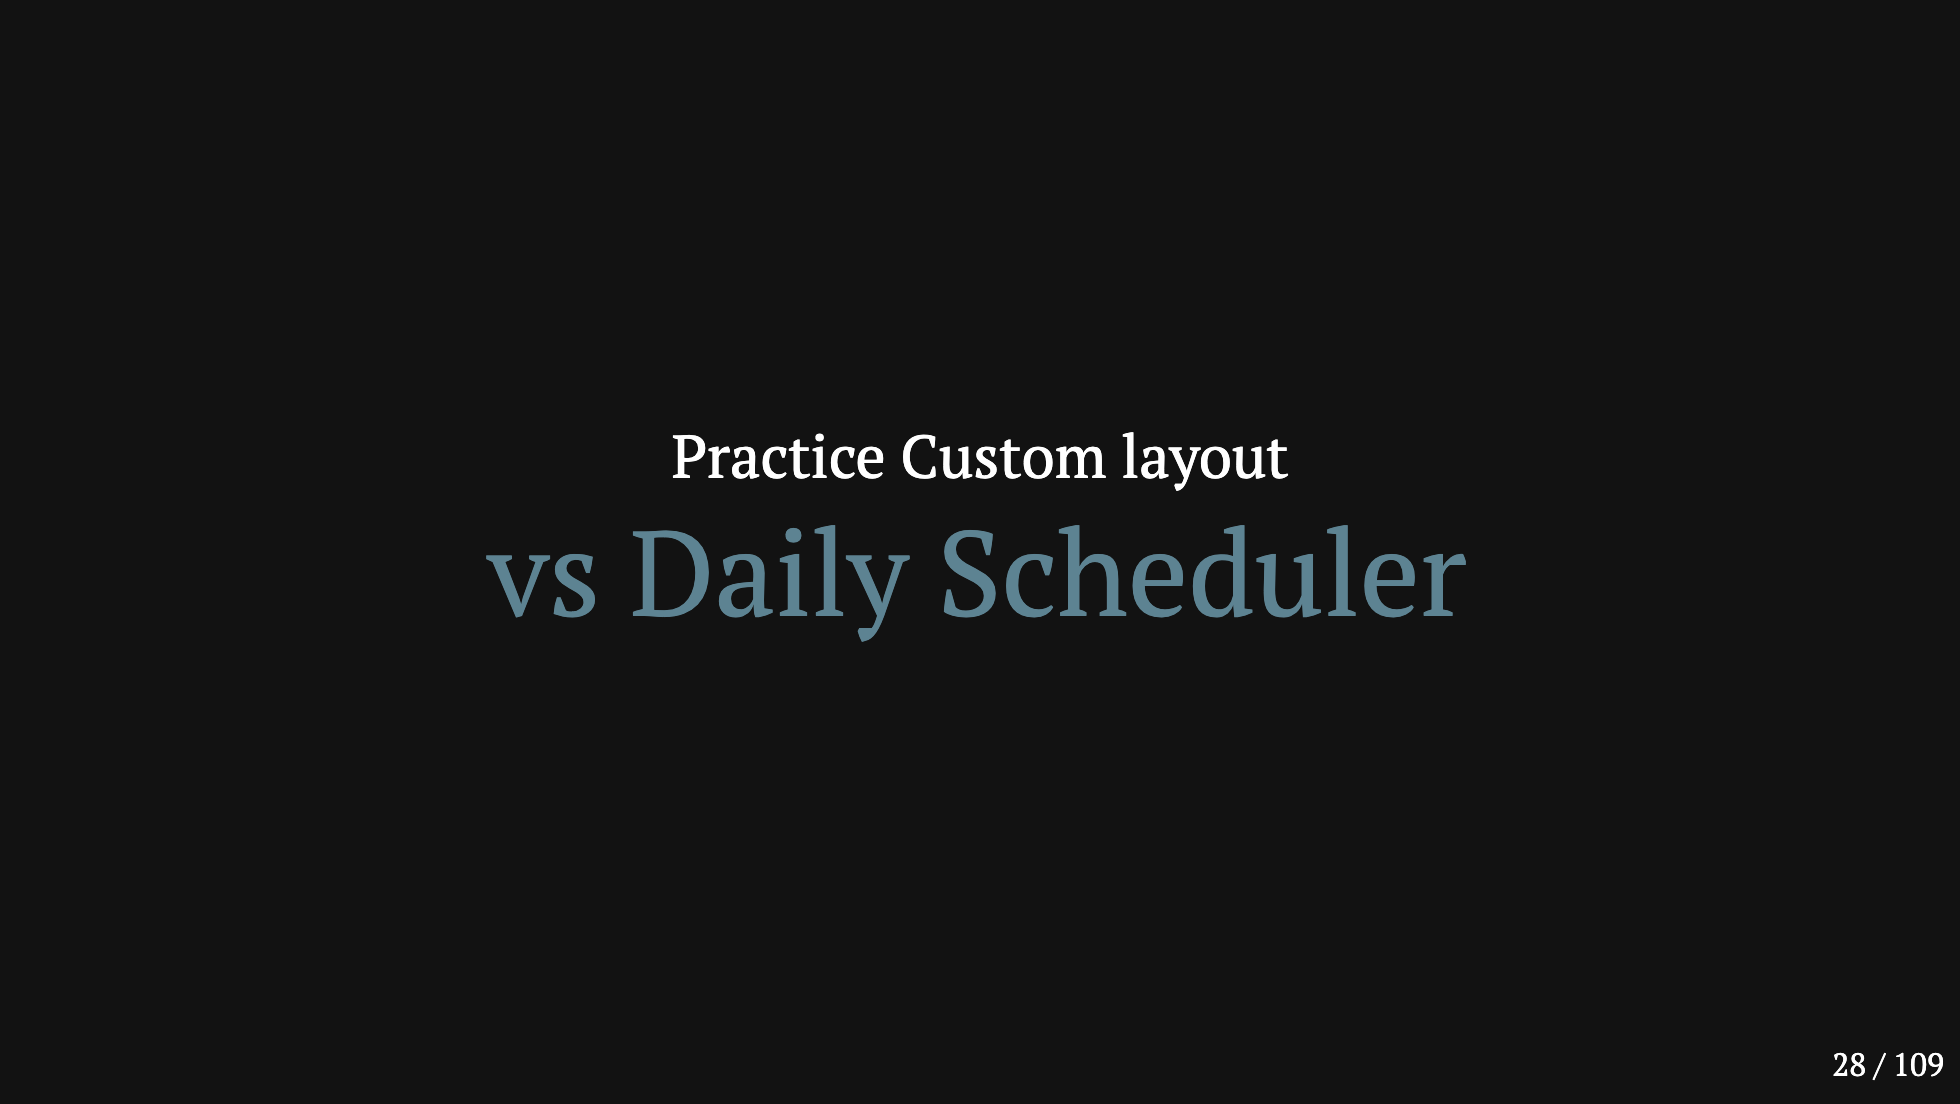 Practice Custom layout
vs Daily Scheduler
28 / 109